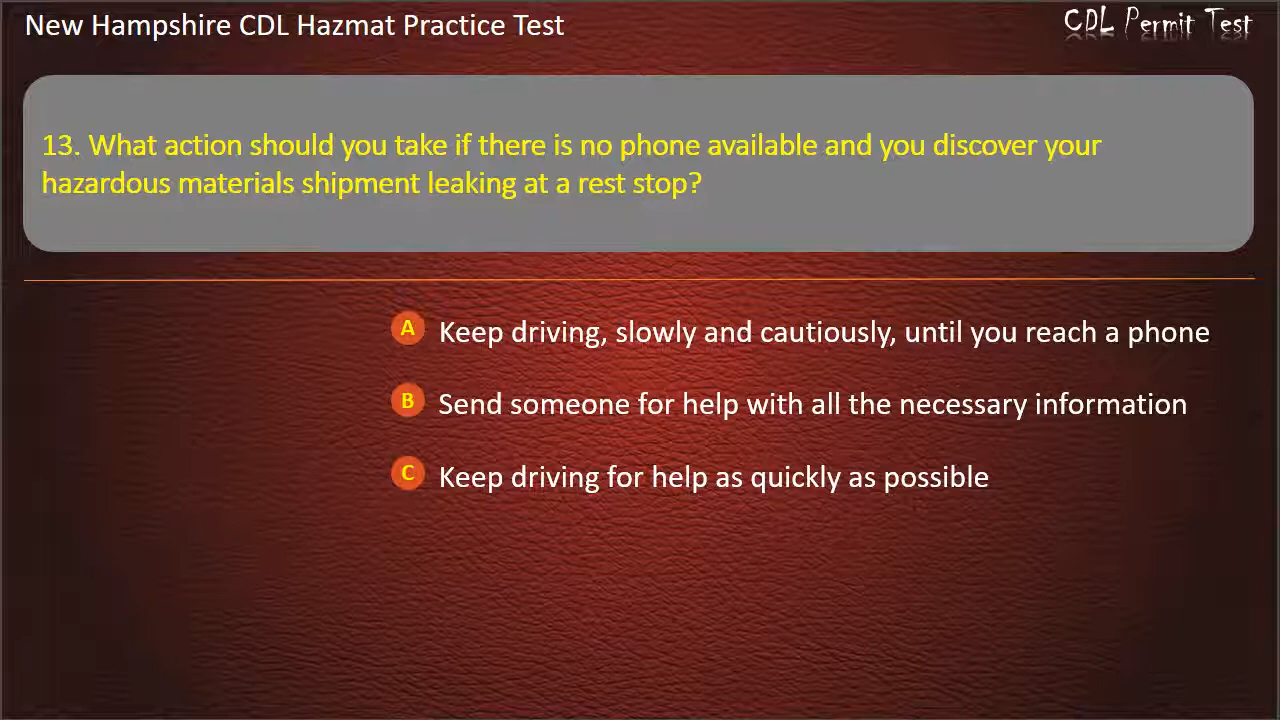 New Hampshire CDL Hazmat Practice Test
CDL Permit Test
13. What action should you take if there is no phone available and you discover your
hazardous materials shipment leaking at a rest stop?
A Keep driving, slowly and cautiously, until you reach a phone
B Send someone for help with all the necessary information
C Keep driving for help as quickly as possible